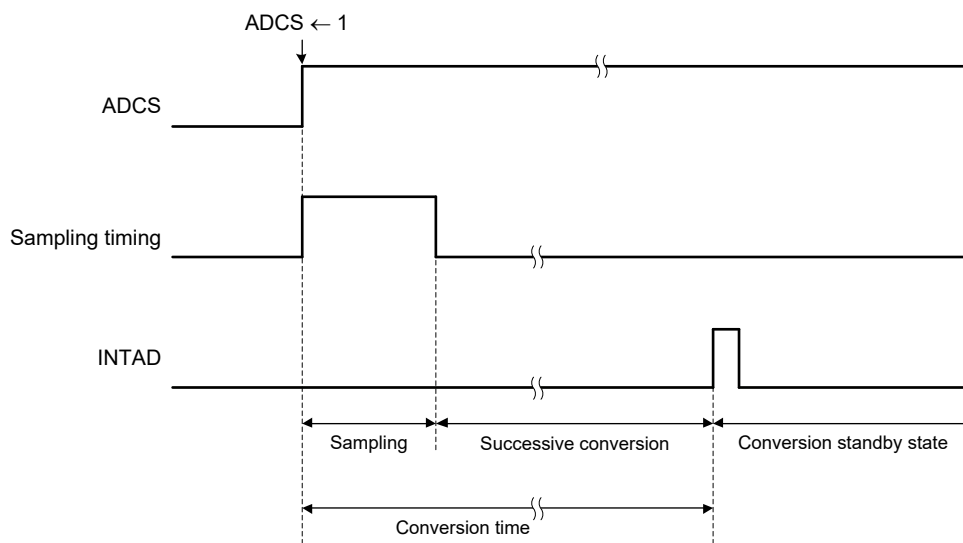 ADCS ← 1
ADCS
Sampling timing
INTAD
Sampling
Successive conversion
Conversion standby state
Conversion time